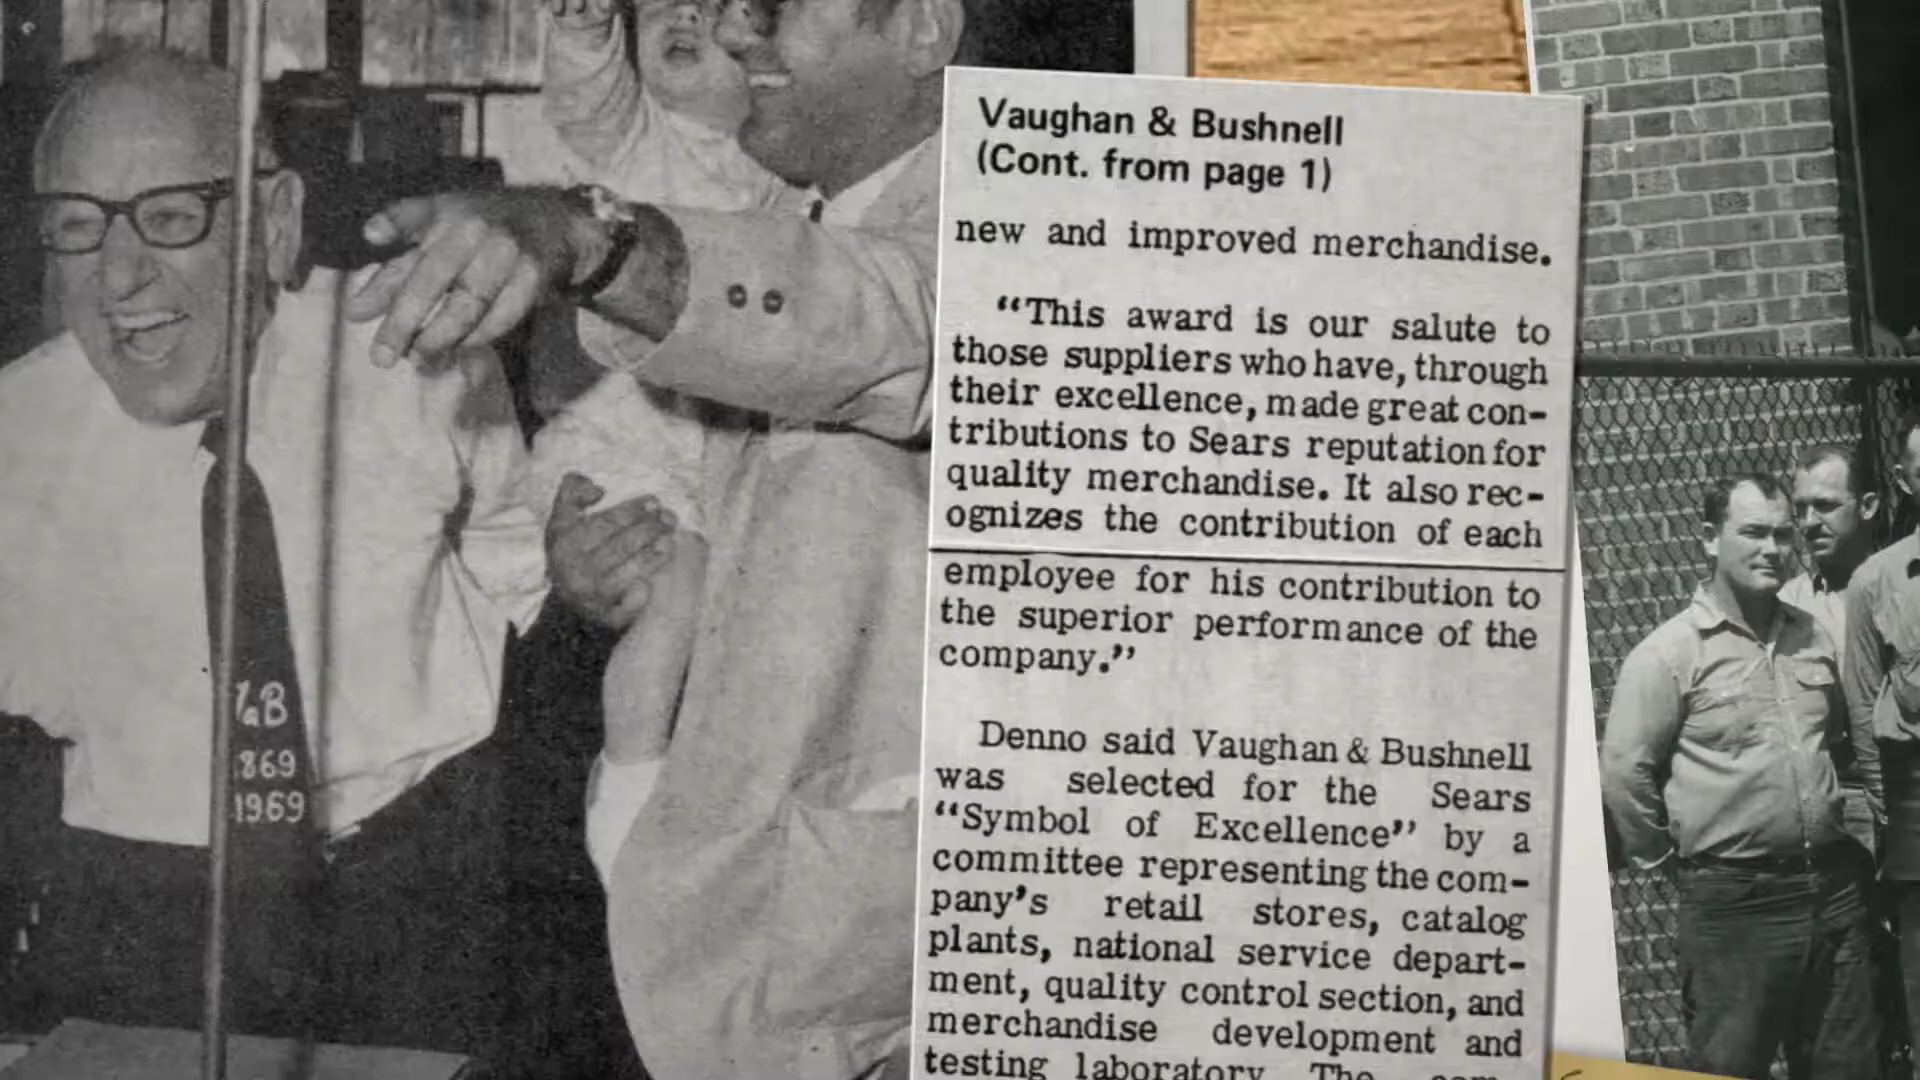 Vaughan & Bushnell
(Cont. from page 1)
new and improved merchandise.
"This award is our salute to
those suppliers who have, through
their excellence, made great con-
tributions to Sears reputation for
quality merchandise. It also rec-
ognizes the contribution of each
employee for his contribution to
the superior performance of the
company."
Denno said Vaughan & Bushnell
was selected for the Sears
"Symbol of Excellence" by a
committee representing the com-
pany's retail stores, catalog
plants, national service depart-
ment, quality control section, and
merchandise development and
testing laboratory. The com-
V&B
1869
1969